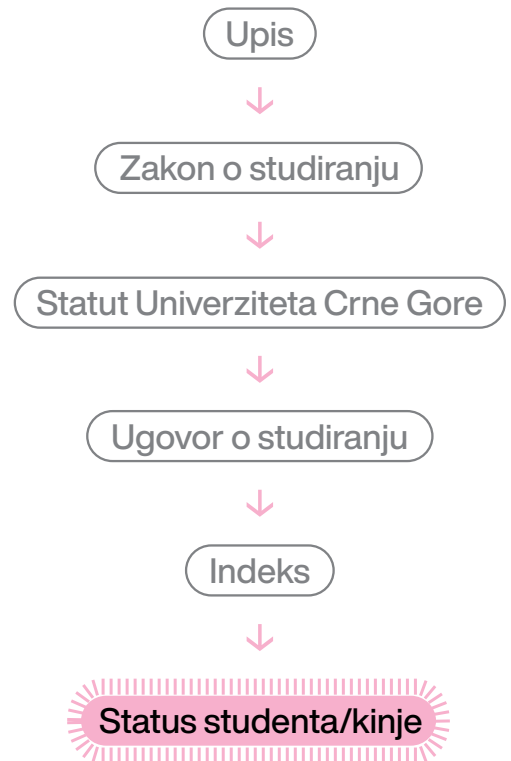 Upis
Zakon o studiranju
Statut Univerziteta Crne Gore
Ugovor o studiranju
Indeks
Status studenta/kinje